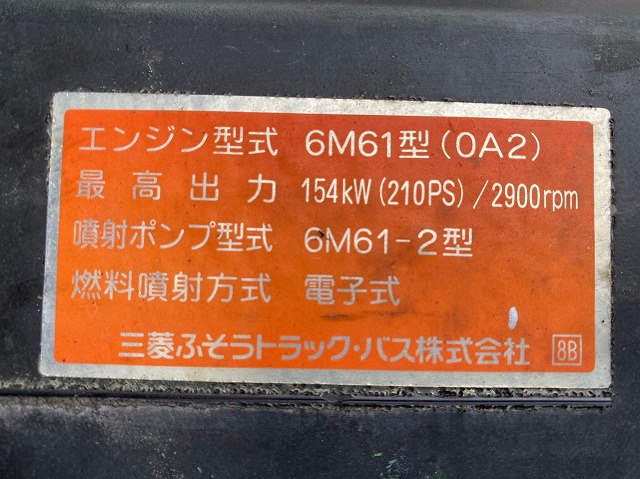 エンジン型式 6M61型(0A2)
最高出力 154kW(210PS)/2900rpm
噴射ポンプ型式 6M61-2型
燃料噴射方式 電子式
三菱ふそうトラック・バス株式会社 8B